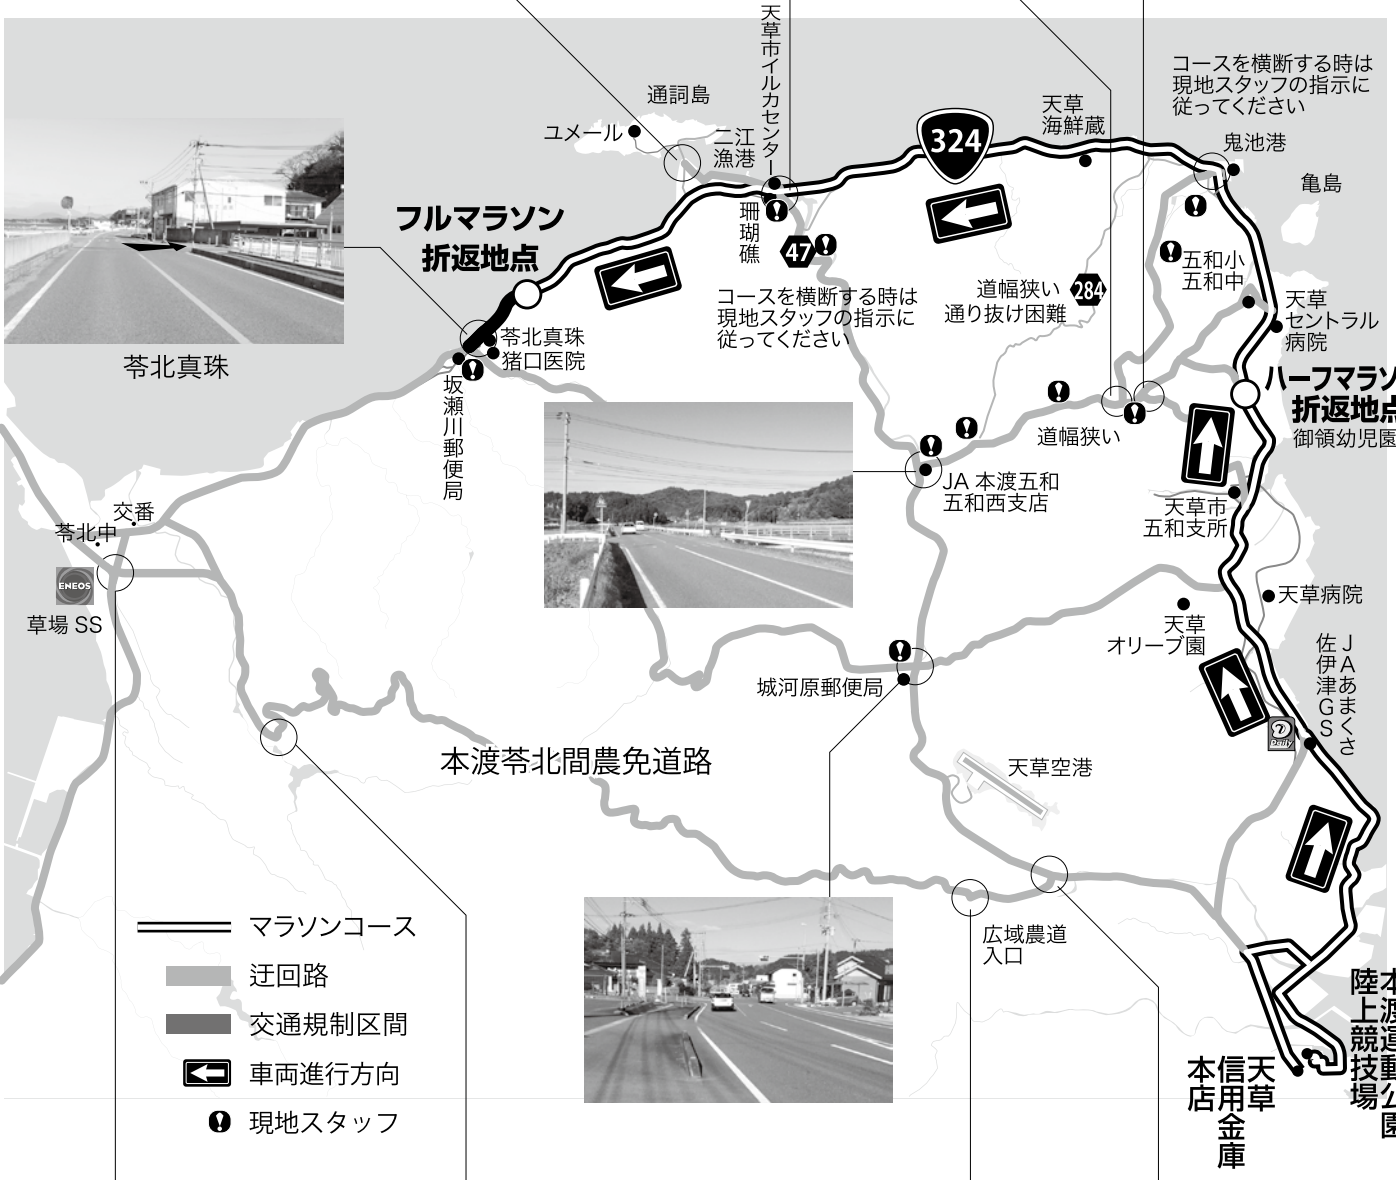 天草市イルカセンター
コースを横断する時は
現地スタッフの指示に
従ってください
通詞島
ユメール
二江
漁港
324
天草
海鮮蔵
鬼池港
亀島
フルマラソン
折返地点
珊瑚礁
47
五和小
五和中
284
道幅狭い
通り抜け困難
コースを横断する時は
現地スタッフの指示に
従ってください
天草
セントラル
病院
苓北真珠
苓北真珠
猪口医院
坂瀬川郵便局
ハーフマラソ
折返地点
御領幼児園
道幅狭い
JA 本渡五和
五和西支店
天草市
五和支所
交番
苓北中
ENEOS
草場 SS
天草病院
天草
オリーブ園
JAあまくさ
佐伊津GS
城河原郵便局
Daily
本渡苓北間農免道路
天草空港
マラソンコース
迂回路
交通規制区間
車両進行方向
現地スタッフ
広域農道
入口
本渡運動公園
陸上競技場
天草
信用金庫
本店